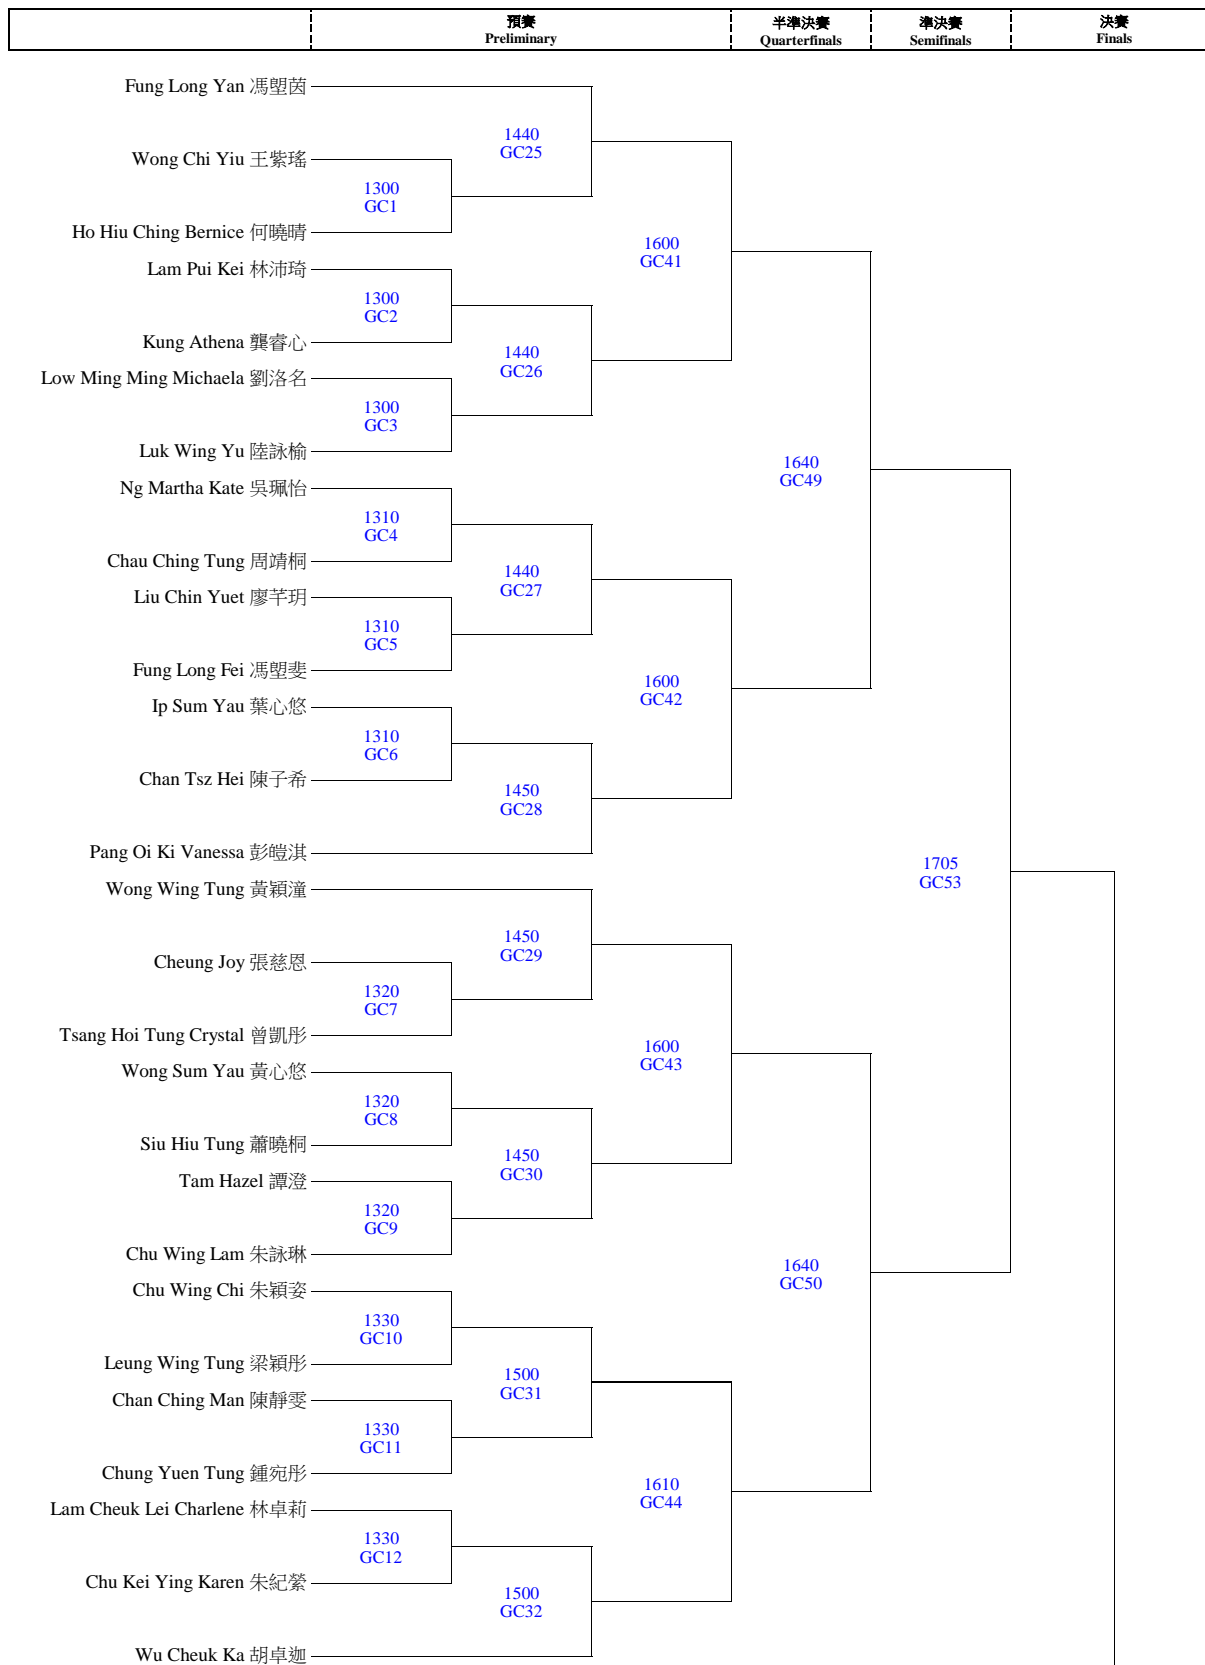 預賽 半準決賽 準決賽 決賽
Preliminary Quarterfinals Semifinals Finals
Fung Long Yan 馮塱茵
1440
GC25
Wong Chi Yiu 王紫瑤
1300
GC1
Ho Hiu Ching Bernice 何曉晴
1600
GC41
Lam Pui Kei 林沛琦
1300
GC2
Kung Athena 龔睿心
1440
GC26
Low Ming Ming Michaela 劉洛名
1300
GC3
Luk Wing Yu 陸詠榆
1640
GC49
Ng Martha Kate 吳珮怡
1310
GC4
Chau Ching Tung 周靖桐
1440
GC27
Liu Chin Yuet 廖芊玥
1310
GC5
Fung Long Fei 馮塱斐
1600
GC42
Ip Sum Yau 葉心悠
1310
GC6
Chan Tsz Hei 陳子希
1450
GC28
Pang Oi Ki Vanessa 彭皚淇
1705
GC53
Wong Wing Tung 黃穎潼
1450
GC29
Cheung Joy 張慈恩
1320
GC7
Tsang Hoi Tung Crystal 曾凱彤
1600
GC43
Wong Sum Yau 黃心悠
1320
GC8
Siu Hiu Tung 蕭曉桐
1450
GC30
Tam Hazel 譚澄
1320
GC9
Chu Wing Lam 朱詠琳
1640
GC50
Chu Wing Chi 朱穎姿
1330
GC10
Leung Wing Tung 梁穎彤
1500
GC31
Chan Ching Man 陳靜雯
1330
GC11
Chung Yuen Tung 鍾宛彤
1610
GC44
Lam Cheuk Lei Charlene 林卓莉
1330
GC12
Chu Kei Ying Karen 朱紀縈
1500
GC32
Wu Cheuk Ka 胡卓迦